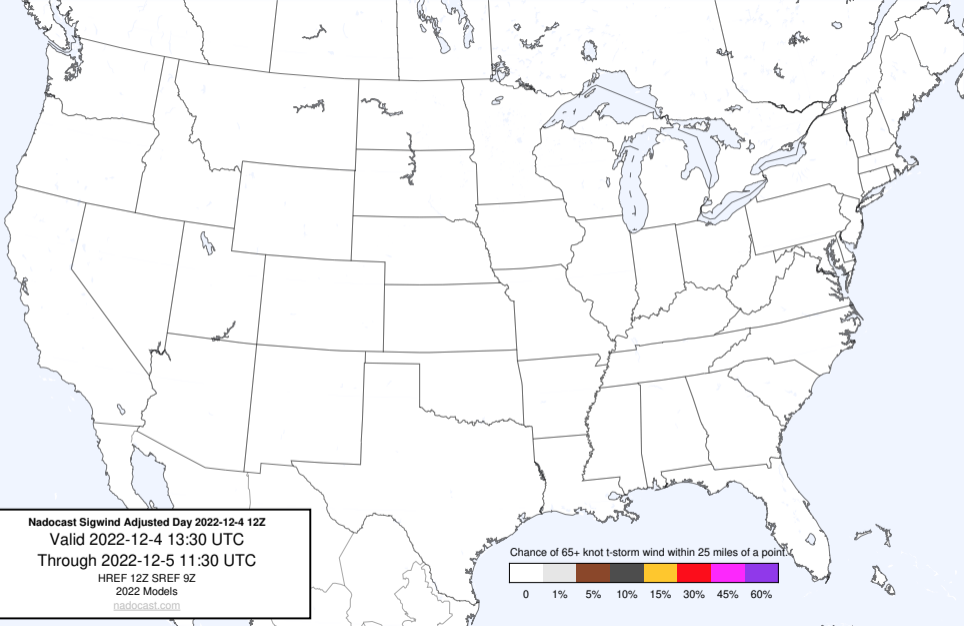 Nadocast Sigwind Adjusted Day 2022-12-4 12Z
Valid 2022-12-4 13:30 UTC
Through 2022-12-5 11:30 UTC
HREF 12Z SREF 9Z
2022 Models
nadocast.com
Chance of 65+ knot t-storm wind within 25 miles of a point.
0 1% 5% 10% 15% 30% 45% 60%